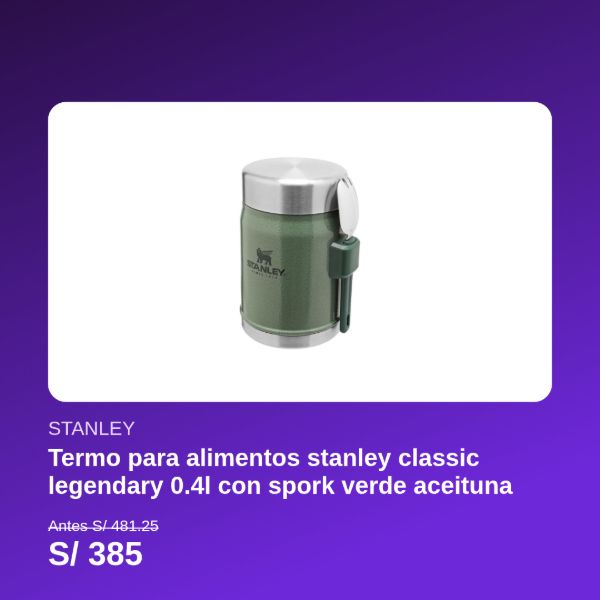 STANLEY
STANLEY
Termo para alimentos stanley classic
legendary 0.4l con spork verde aceituna
Antes S/ 481.25
S/ 385